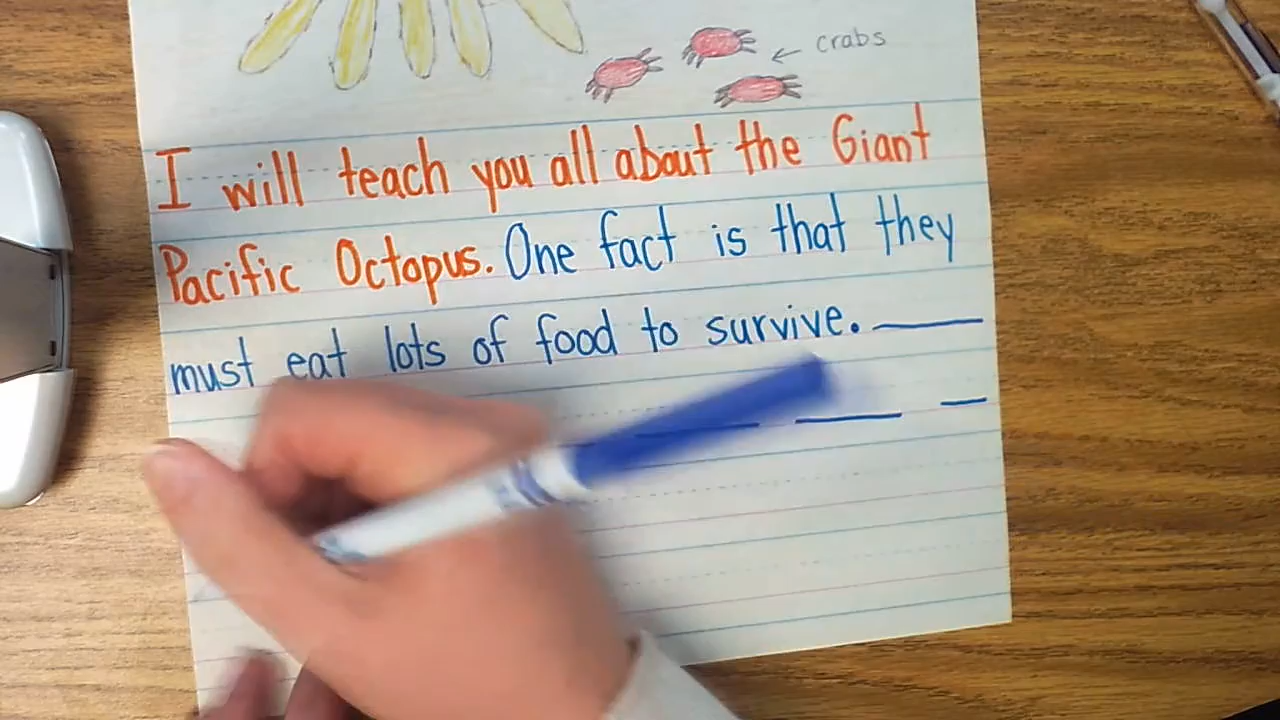 crabs
I will teach you all about the Giant
Pacific Octopus. One fact is that they
must eat lots of food to survive.